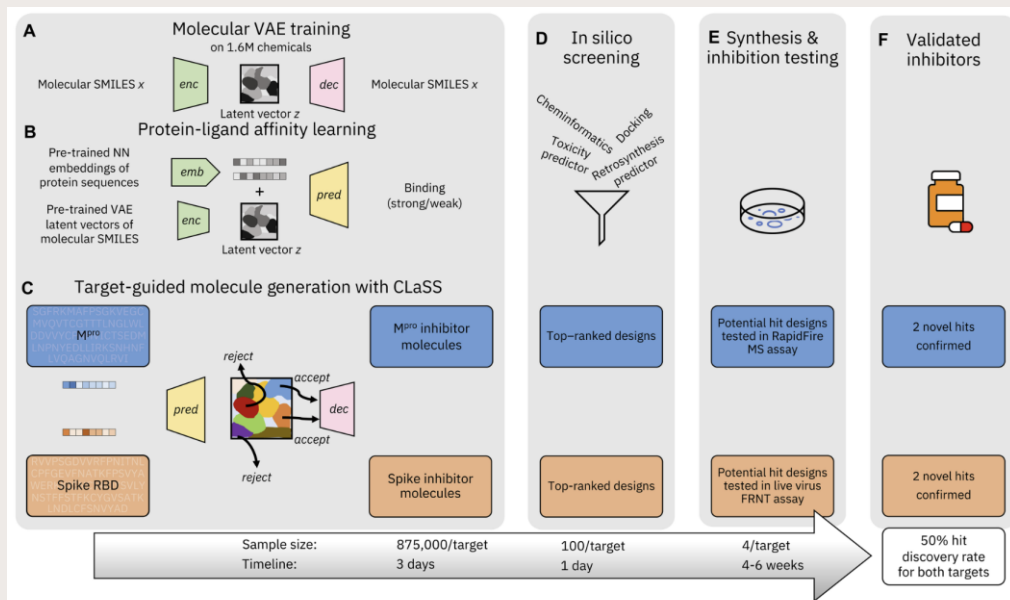 A
Molecular VAE training
on 1.6M chemicals
Molecular SMILES x
enc
dec
Molecular SMILES x
Latent vector z
B
Protein-ligand affinity learning
Pre-trained NN
embeddings of
protein sequences
emb
+
pred
Binding
(strong/weak)
Pre-trained VAE
latent vectors of
molecular SMILES
enc
Latent vector z
C
Target-guided molecule generation with CLaSS
Mpro
Mpro inhibitor
molecules
reject
accept
pred
dec
accept
reject
Spike RBD
Spike inhibitor
molecules
D
In silico
screening
Cheminformatics
Docking
Toxicity
predictor
Retrosynthesis
predictor
Top-ranked designs
Top-ranked designs
E
Synthesis &
inhibition testing
Potential hit designs
tested in RapidFire
MS assay
Potential hit designs
tested in live virus
FRNT assay
F
Validated
inhibitors
2 novel hits
confirmed
2 novel hits
confirmed
Sample size: 875,000/target 100/target 4/target
Timeline: 3 days 1 day 4-6 weeks
50% hit
discovery rate
for both targets